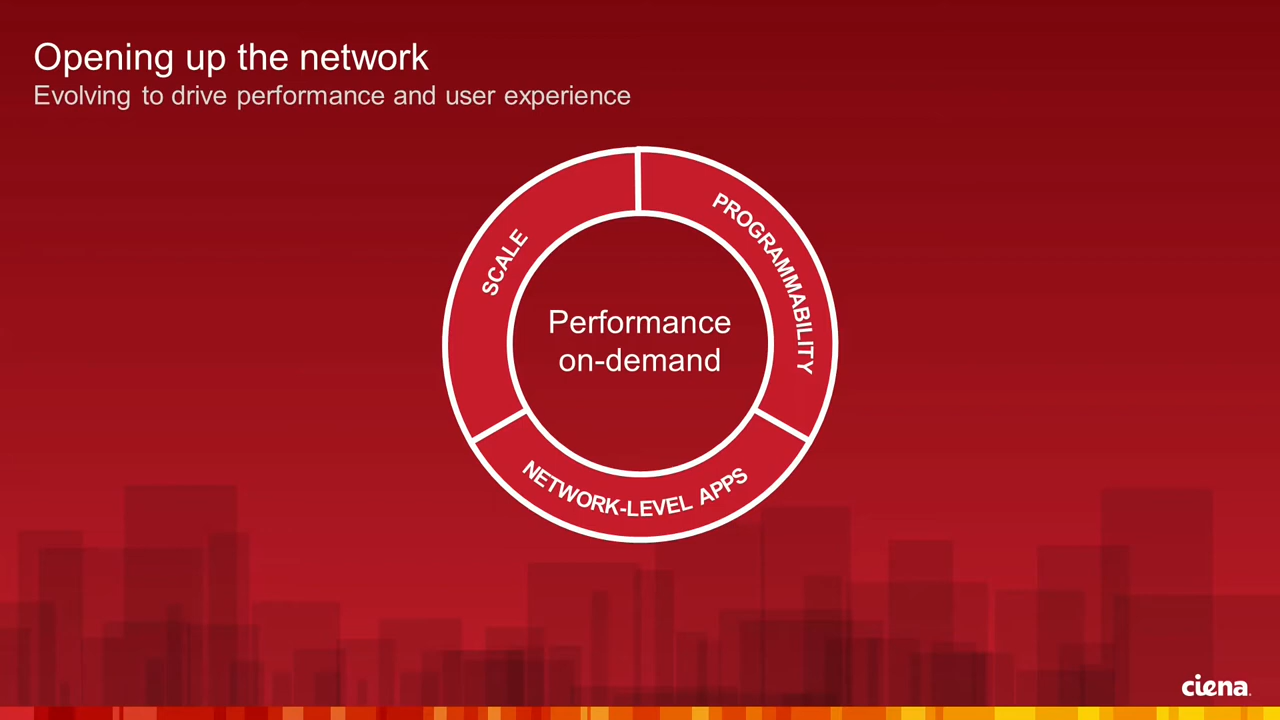 Opening up the network
Evolving to drive performance and user experience
SCALE
PROGRAMMABILITY
Performance
on-demand
NETWORK-LEVEL APPS
ciena